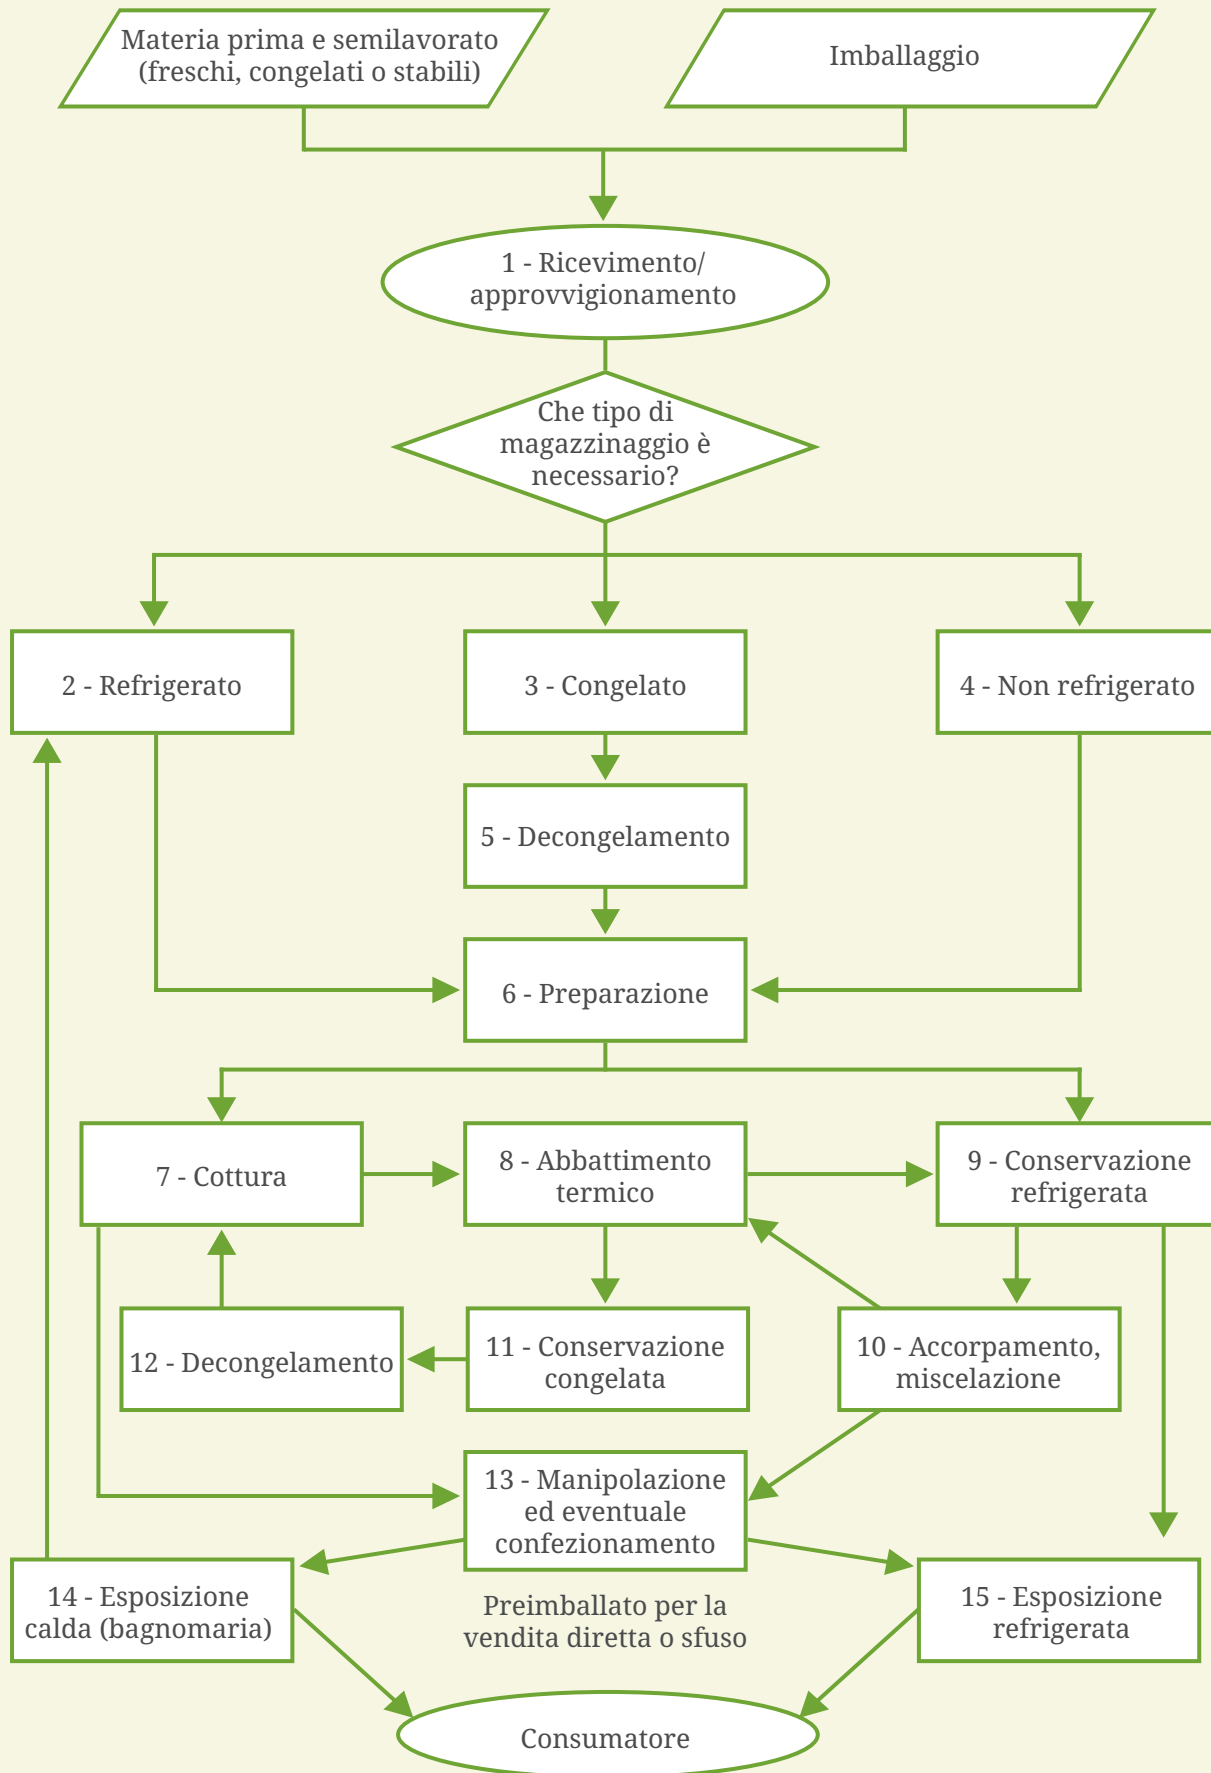 Materia prima e semilavorato
(freschi, congelati o stabili)
Imballaggio
1 - Ricevimento/
approvvigionamento
Che tipo di
magazzinaggio è
necessario?
2 - Refrigerato
3 - Congelato
4 - Non refrigerato
5 - Decongelamento
6 - Preparazione
7 - Cottura
8 - Abbattimento
termico
9 - Conservazione
refrigerata
12 - Decongelamento
11 - Conservazione
congelata
10 - Accorpamento,
miscelazione
13 - Manipolazione
ed eventuale
confezionamento
14 - Esposizione
calda (bagnomaria)
Preimballato per la
vendita diretta o sfuso
15 - Esposizione
refrigerata
Consumatore